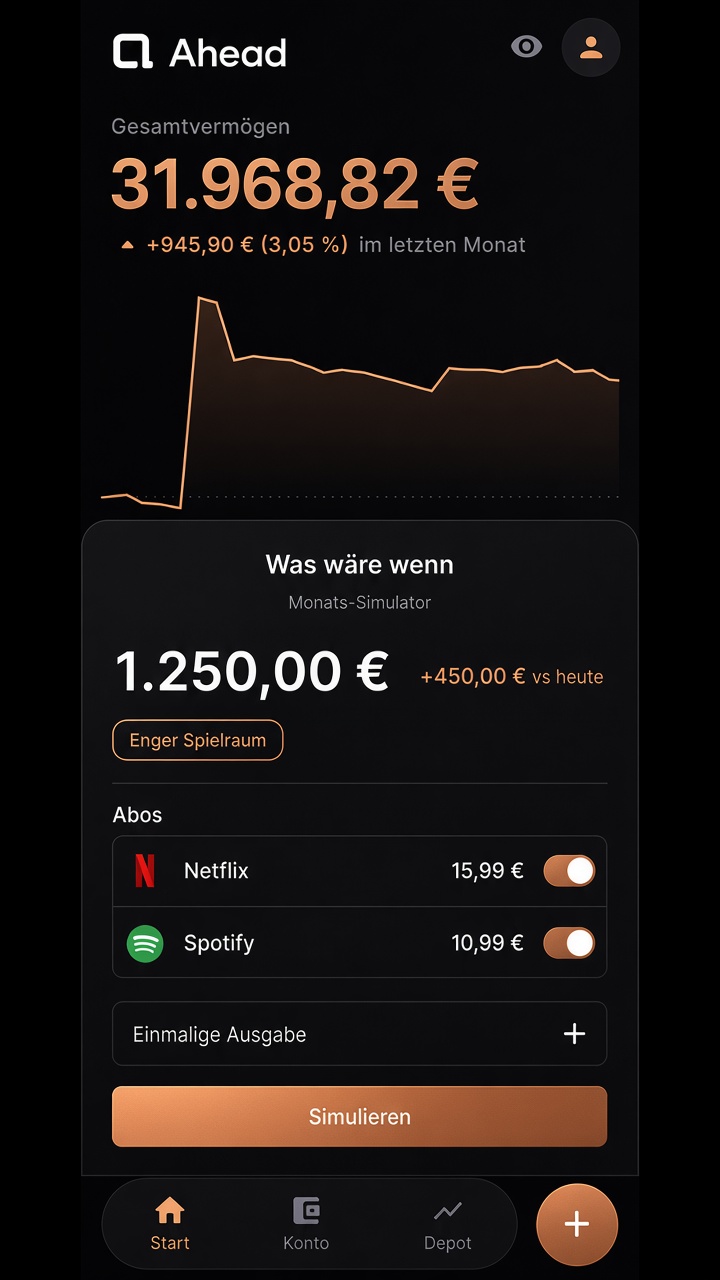 Ahead
Gesamtvermögen
31.968,82 €
+945,90 € (3,05 %) im letzten Monat
Was wäre wenn
Monats-Simulator
1.250,00 €
+450,00 € vs heute
Enger Spielraum
Abos
Netflix 15,99 €
Spotify 10,99 €
Einmalige Ausgabe
Simulieren
Start Konto Depot